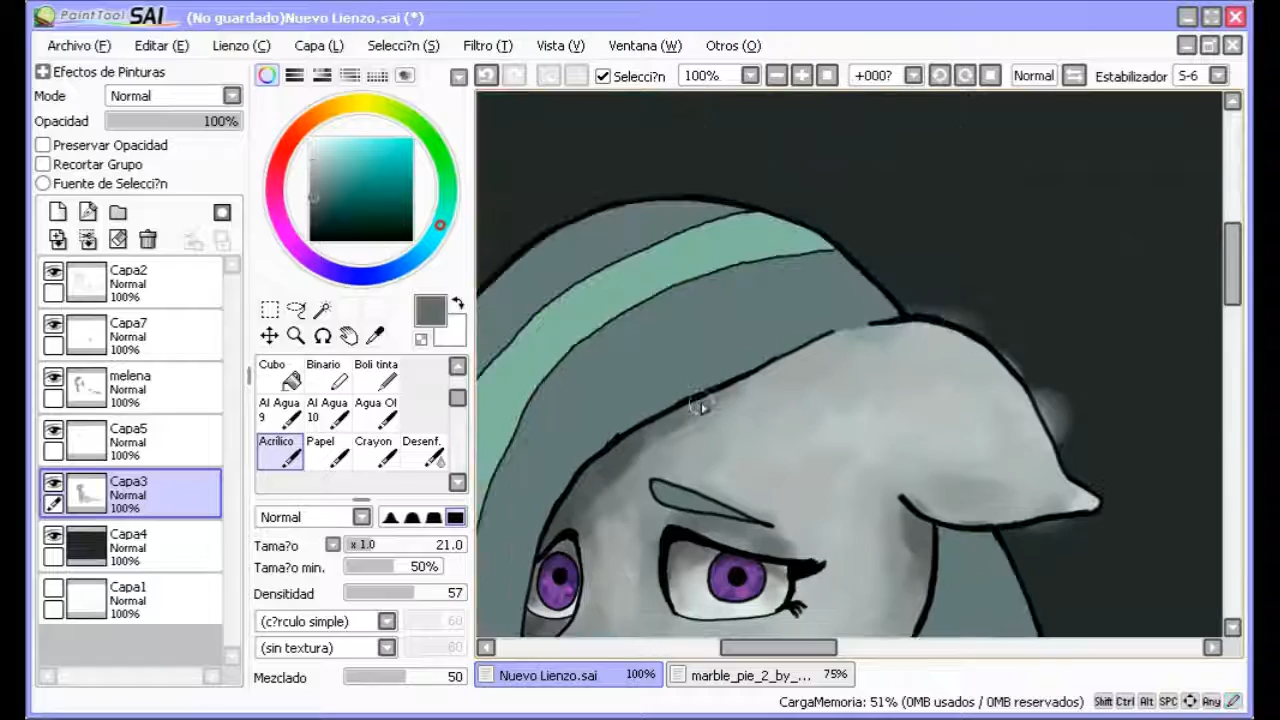 PaintTool SAI (No guardado)Nuevo Lienzo.sai (*)
Archivo (F) Editar (E) Lienzo (C) Capa (L) Selecci?n (S) Filtro (T) Vista (V) Ventana (W) Otros (O)
Efectos de Pinturas
Selecci?n 100% +000? Normal Estabilizador S-6
Mode Normal
Opacidad 100%
Preservar Opacidad
Recortar Grupo
Fuente de Selecci?n
Capa2
Normal
100%
Capa7
Normal
100%
melena
Normal
100%
Capa5
Normal
100%
Capa3
Normal
100%
Capa4
Normal
100%
Capa1
Normal
100%
Cubo Binario Boli tinta
Al Agua 9 Al Agua 10 Agua Ol
Acrilico Papel Crayon Desenf.
Normal
Tama?o x 1.0 21.0
Tama?o min. 50%
Densitidad 57
(c?rculo simple) 60
(sin textura) 60
Mezclado 50
Nuevo Lienzo.sai 100% marble_pie_2_by_... 75%
CargaMemoria: 51% (0MB usados / 0MB reservados) Shift Ctrl Alt SPC Any